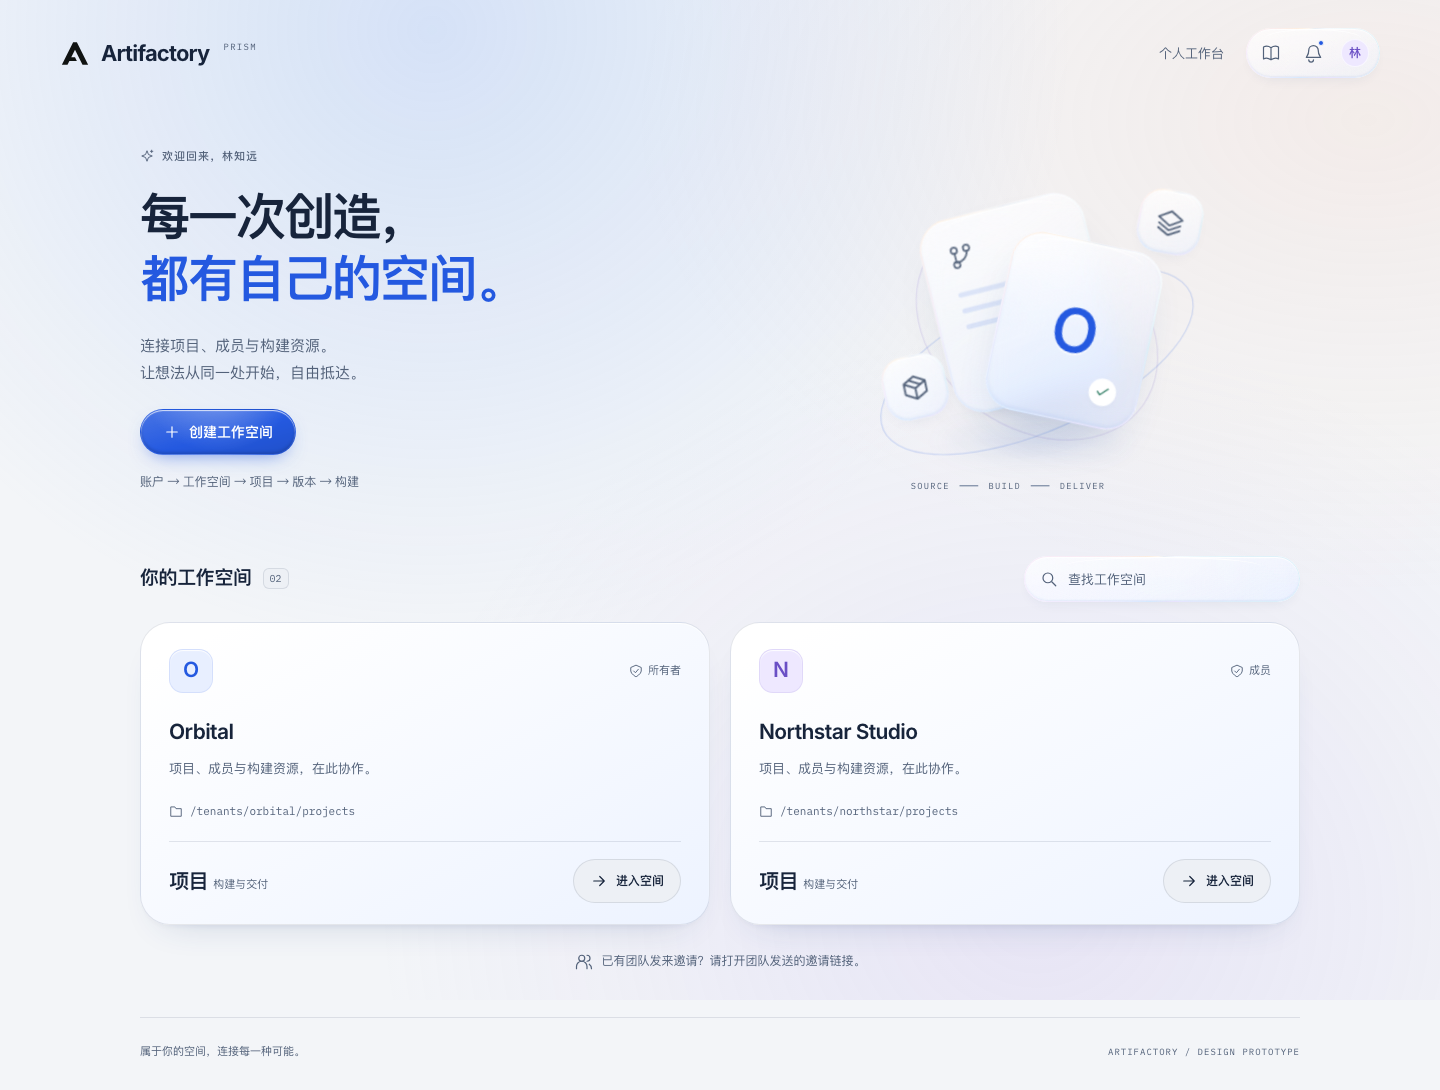 Artifactory PRISM
个人工作台
林
欢迎回来，林知远
每一次创造，
都有自己的空间。
连接项目、成员与构建资源。
让想法从同一处开始，自由抵达。
创建工作空间
账户 → 工作空间 → 项目 → 版本 → 构建
O
SOURCE — BUILD — DELIVER
你的工作空间 02
查找工作空间
O
所有者
Orbital
项目、成员与构建资源，在此协作。
/tenants/orbital/projects
项目 构建与交付
进入空间
N
成员
Northstar Studio
项目、成员与构建资源，在此协作。
/tenants/northstar/projects
项目 构建与交付
进入空间
已有团队发来邀请？请打开团队发送的邀请链接。
属于你的空间，连接每一种可能。
ARTIFACTORY / DESIGN PROTOTYPE